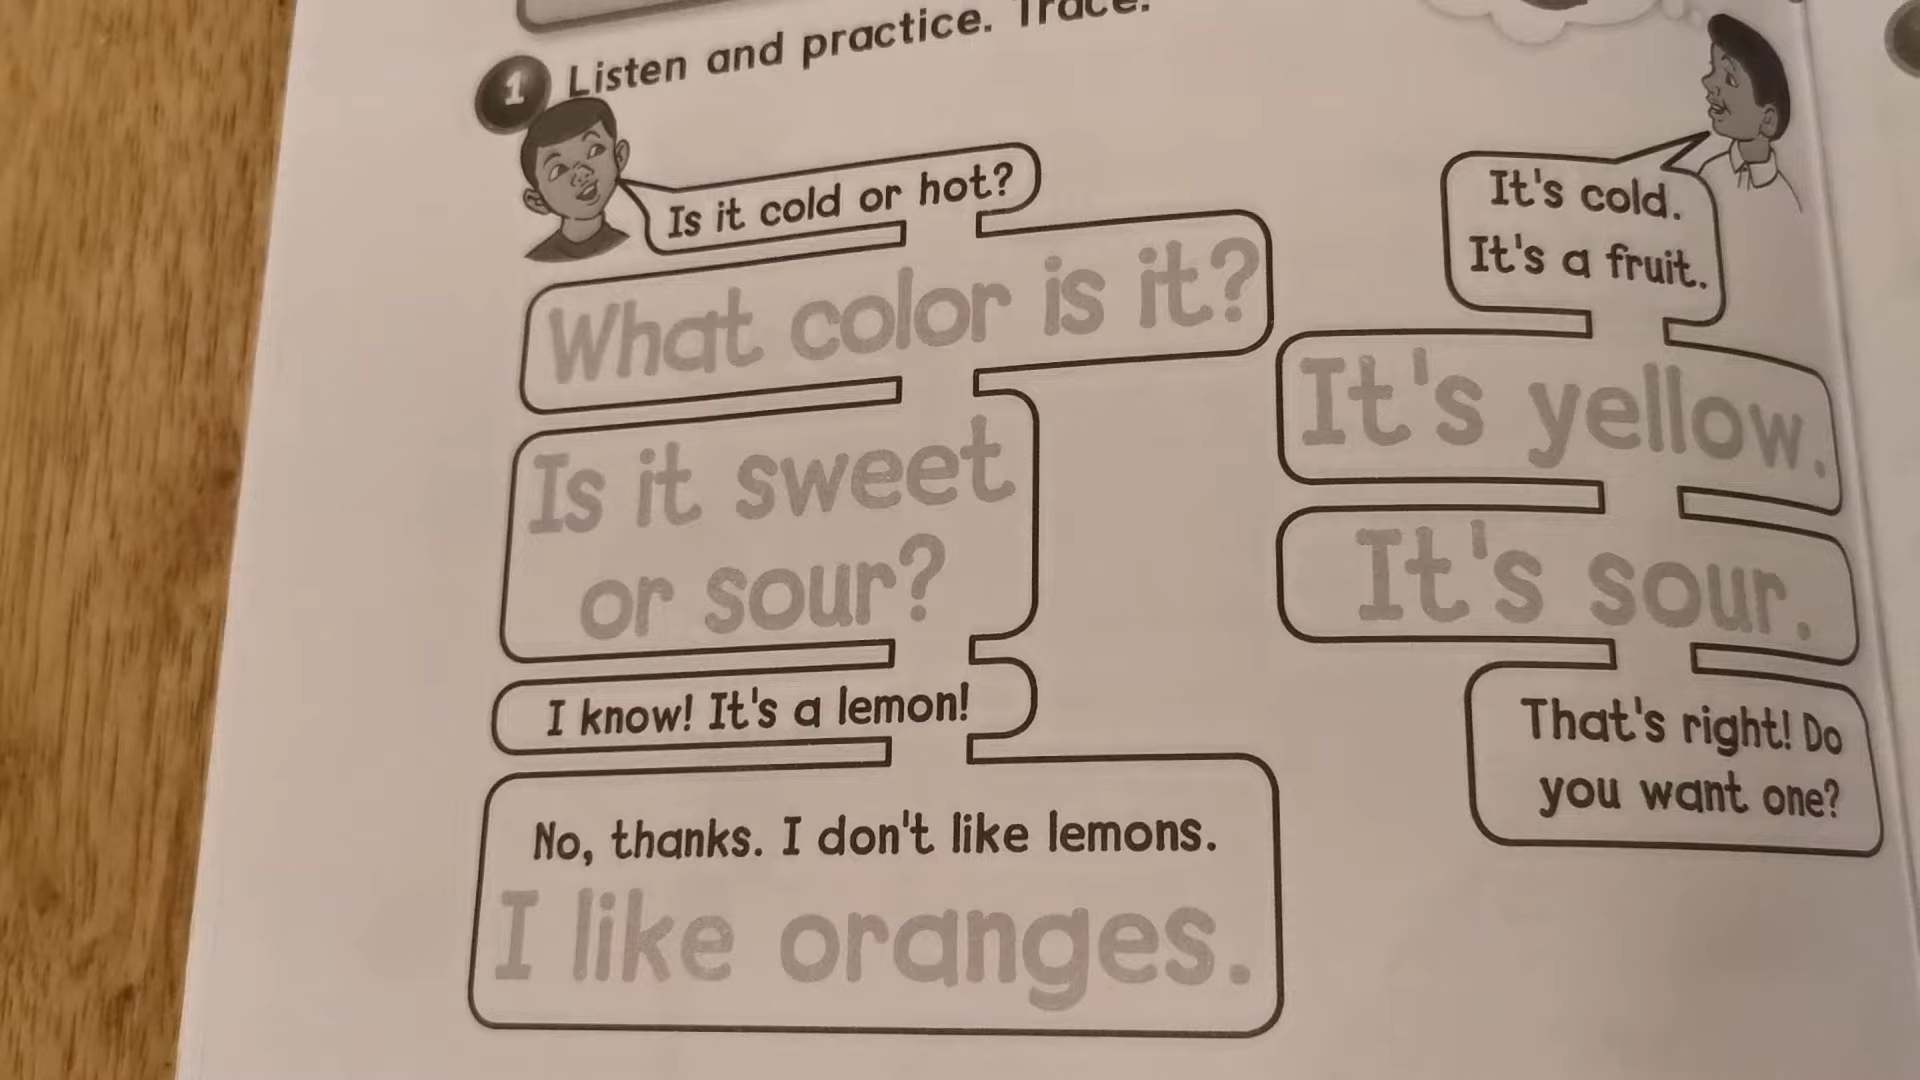 1 Listen and practice. Trace.
Is it cold or hot?
It's cold.
It's a fruit.
What color is it?
It's yellow.
Is it sweet
or sour?
It's sour.
I know! It's a lemon!
That's right! Do
you want one?
No, thanks. I don't like lemons.
I like oranges.